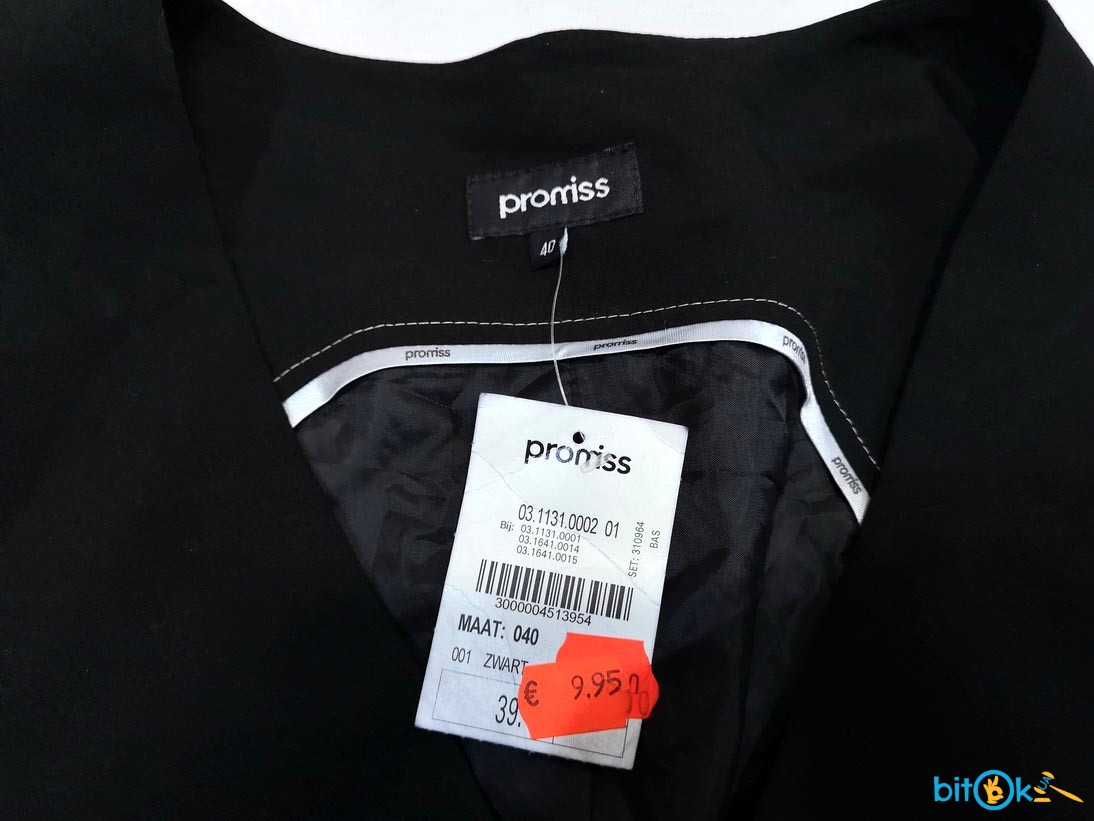 promiss
40
promiss
promiss
promiss
promiss
promiss
03.1131.0002 01
Bij: 03.1131.0001
03.1641.0014
03.1641.0015
SET: 310964
BAS
3000004513954
MAAT: 040
001 ZWART
39.
€ 9.95
bitOk
UA